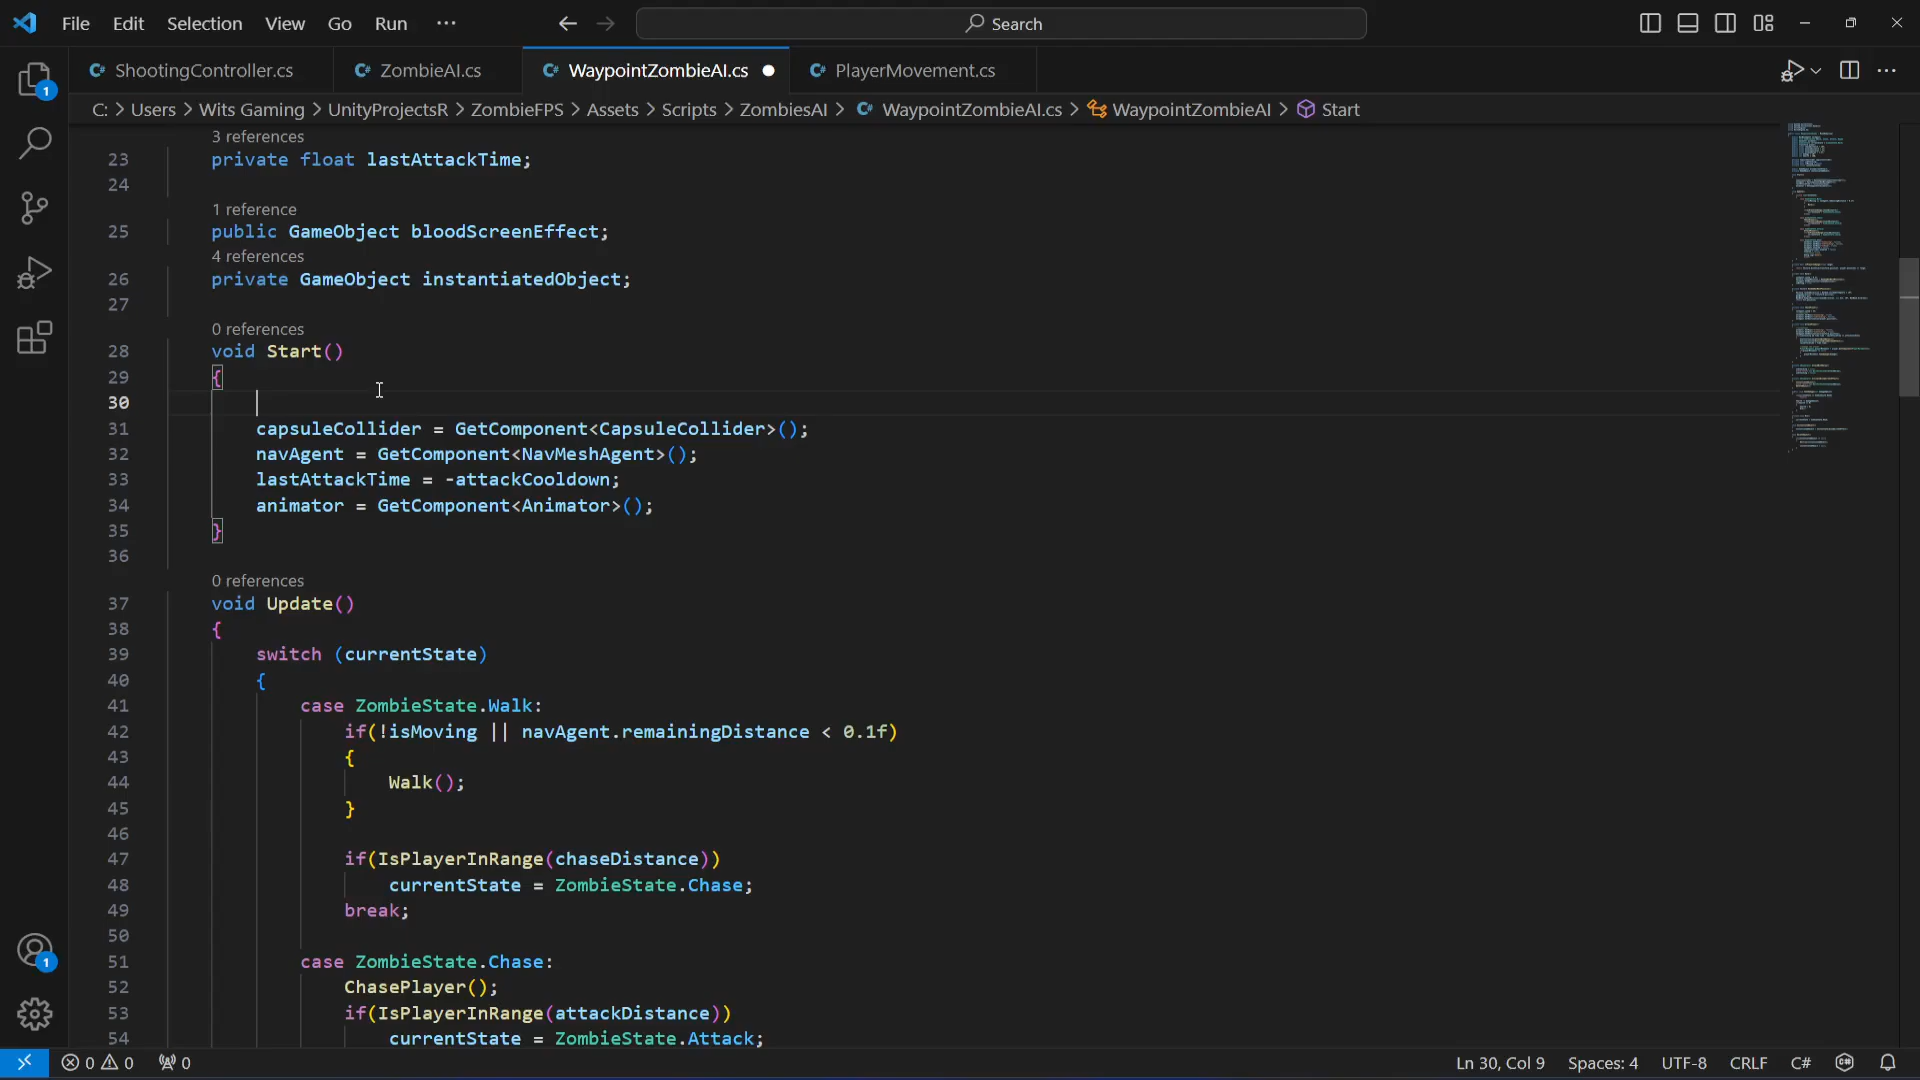 File Edit Selection View Go Run ··· Search
ShootingController.cs ZombieAI.cs WaypointZombieAI.cs PlayerMovement.cs
C: > Users > Wits Gaming > UnityProjectsR > ZombieFPS > Assets > Scripts > ZombiesAI > WaypointZombieAI.cs > WaypointZombieAI > Start
3 references
23 private float lastAttackTime;
24
1 reference
25 public GameObject bloodScreenEffect;
4 references
26 private GameObject instantiatedObject;
27
0 references
28 void Start()
29 {
30
31 capsuleCollider = GetComponent<CapsuleCollider>();
32 navAgent = GetComponent<NavMeshAgent>();
33 lastAttackTime = -attackCooldown;
34 animator = GetComponent<Animator>();
35 }
36
0 references
37 void Update()
38 {
39 switch (currentState)
40 {
41 case ZombieState.Walk:
42 if(!isMoving || navAgent.remainingDistance < 0.1f)
43 {
44 Walk();
45 }
46
47 if(IsPlayerInRange(chaseDistance))
48 currentState = ZombieState.Chase;
49 break;
50
51 case ZombieState.Chase:
52 ChasePlayer();
53 if(IsPlayerInRange(attackDistance))
54 currentState = ZombieState.Attack;
1
1
0 0 0 Ln 30, Col 9 Spaces: 4 UTF-8 CRLF C#